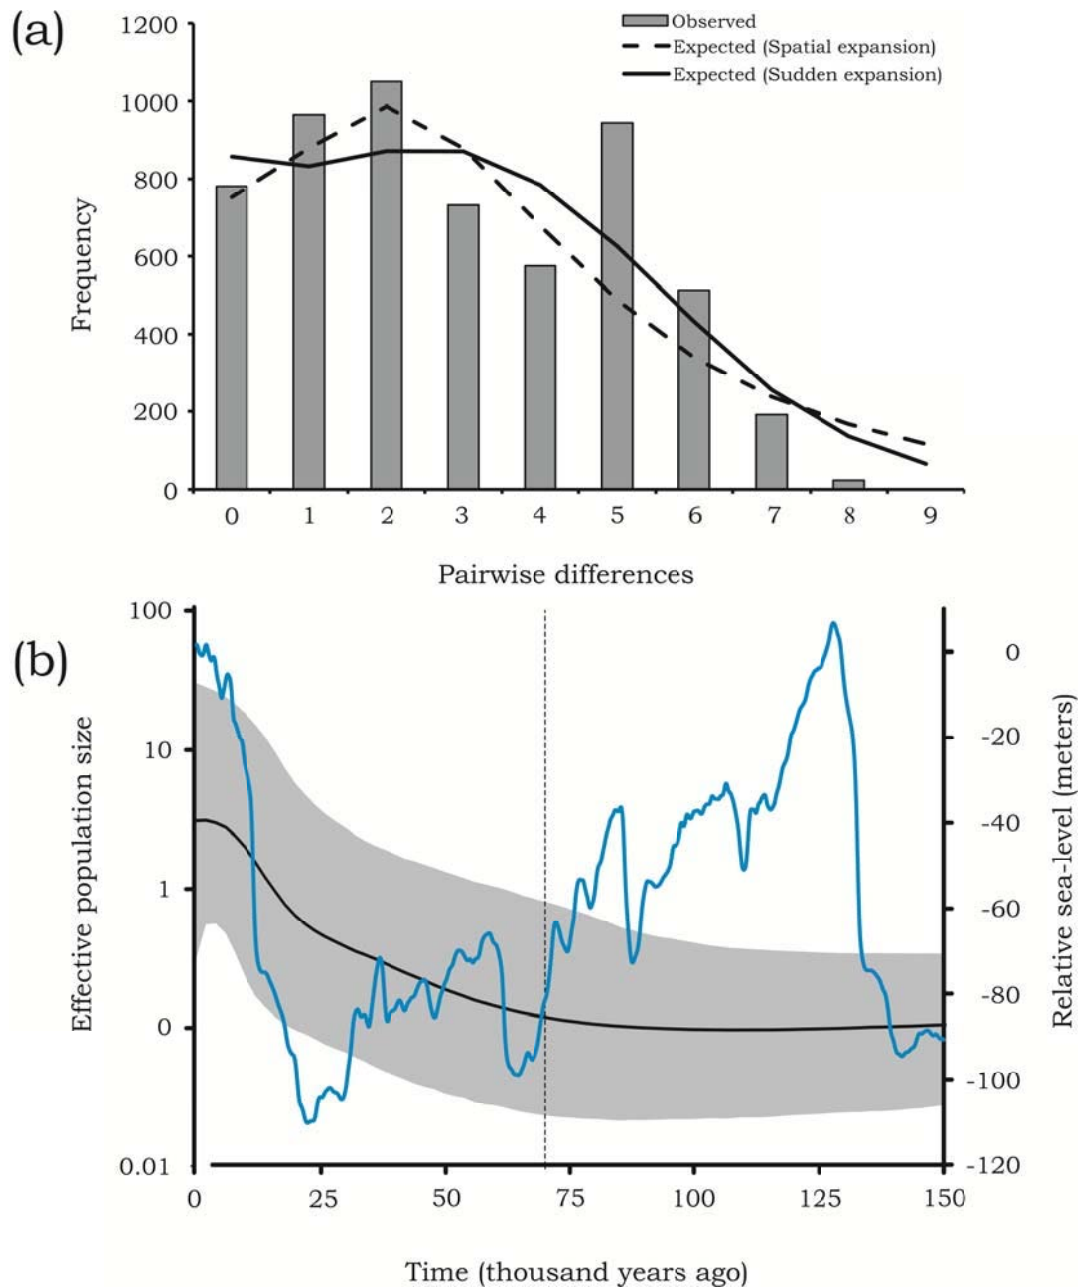 (a)
1200
1000
800
600
400
200
0
Frequency
Observed
Expected (Spatial expansion)
Expected (Sudden expansion)
0 1 2 3 4 5 6 7 8 9
Pairwise differences
(b)
100
10
1
0
0.01
Effective population size
0
-20
-40
-60
-80
-100
-120
Relative sea-level (meters)
0 25 50 75 100 125 150
Time (thousand years ago)